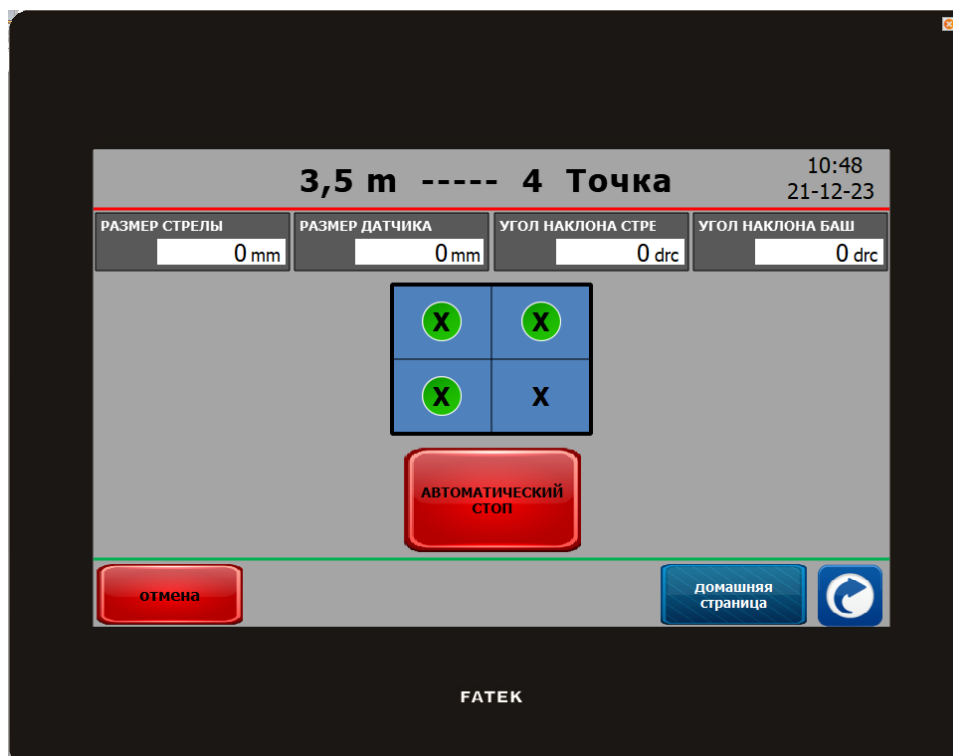 3,5 m ----- 4 Точка
10:48
21-12-23
РАЗМЕР СТРЕЛЫ
0 mm
РАЗМЕР ДАТЧИКА
0 mm
УГОЛ НАКЛОНА СТРЕ
0 drc
УГОЛ НАКЛОНА БАШ
0 drc
X X
X X
АВТОМАТИЧЕСКИЙ
СТОП
отмена
домашняя
страница
FATEK